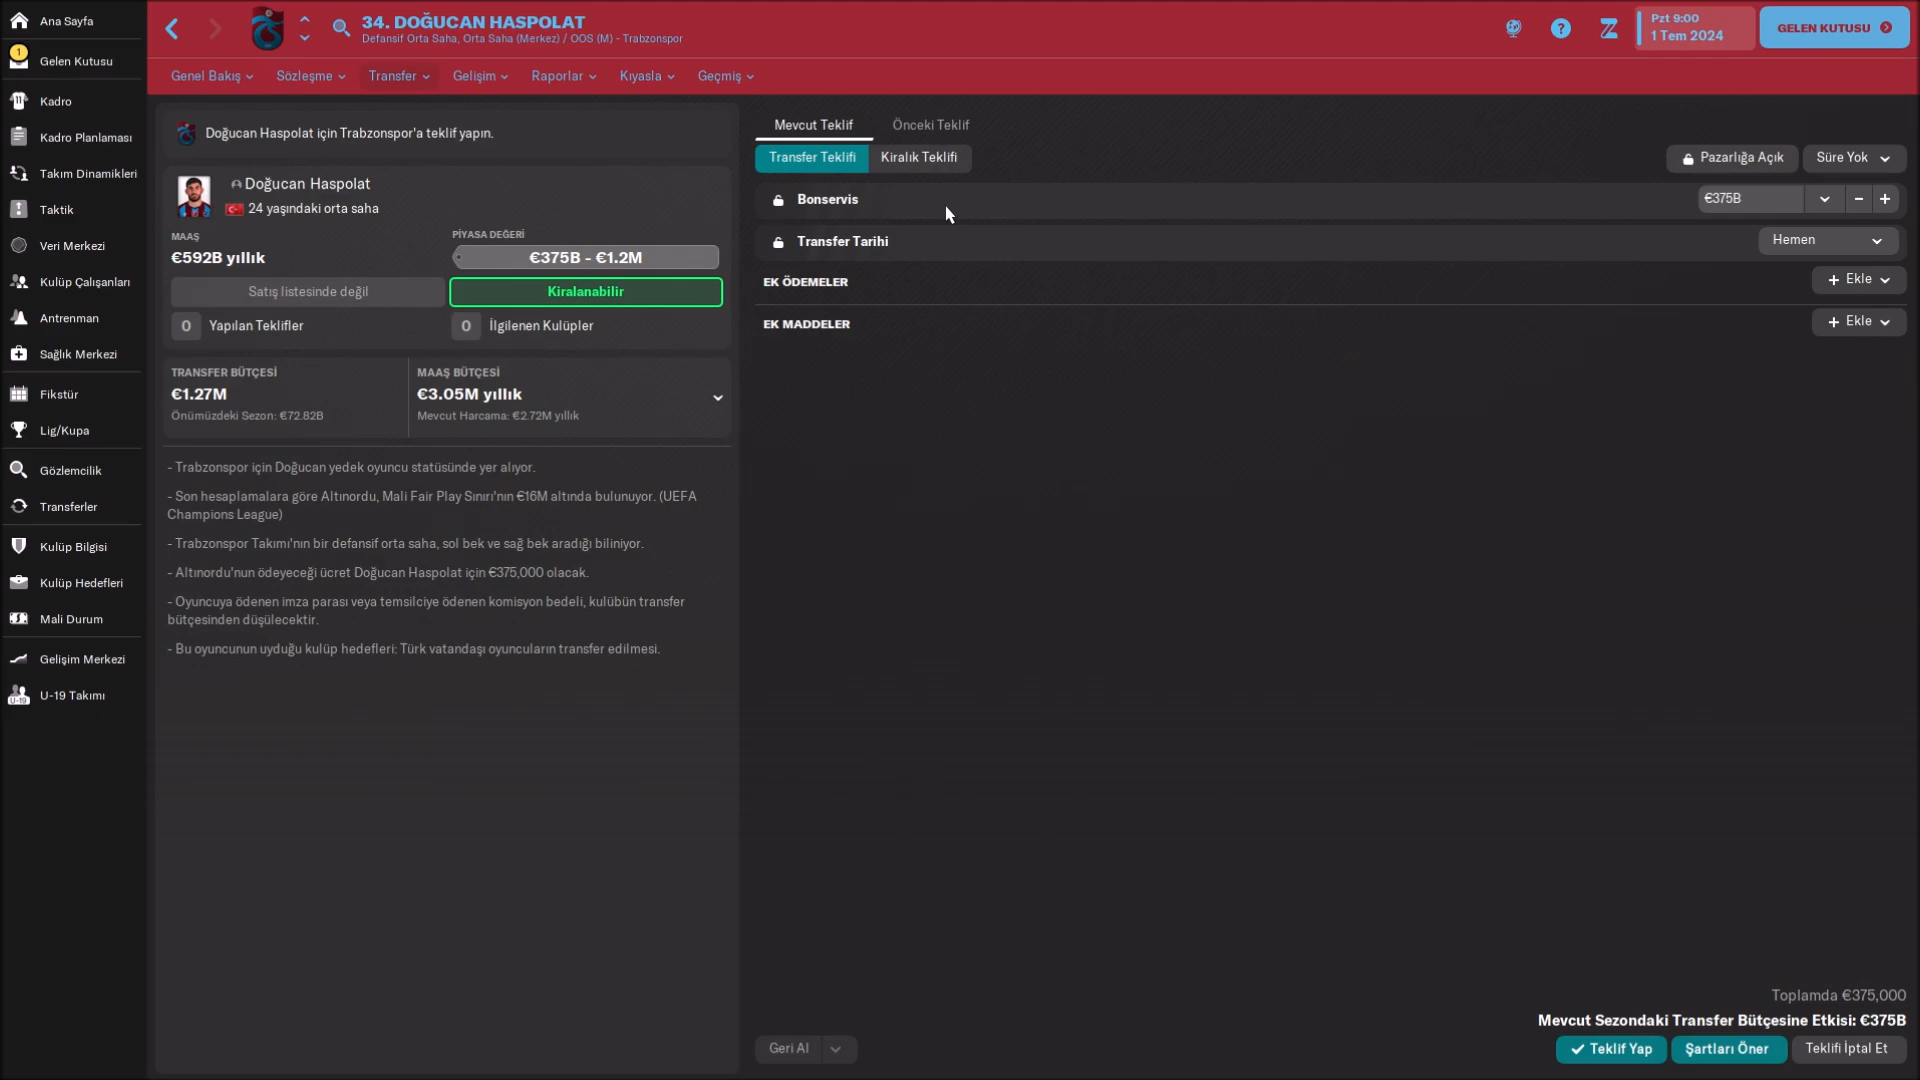 Ana Sayfa
1
Gelen Kutusu
Kadro
Kadro Planlaması
Takım Dinamikleri
Taktik
Veri Merkezi
Kulüp Çalışanları
Antrenman
Sağlık Merkezi
Fikstür
Lig/Kupa
Gözlemcilik
Transferler
Kulüp Bilgisi
Kulüp Hedefleri
Mali Durum
Gelişim Merkezi
U-19
U-19 Takımı
34. DOĞUCAN HASPOLAT
Defansif Orta Saha, Orta Saha (Merkez) / OOS (M) - Trabzonspor
Pzt 9:00
1 Tem 2024
GELEN KUTUSU
Genel Bakış
Sözleşme
Transfer
Gelişim
Raporlar
Kıyasla
Geçmiş
Doğucan Haspolat için Trabzonspor'a teklif yapın.
Doğucan Haspolat
24 yaşındaki orta saha
MAAŞ
€592B yıllık
PİYASA DEĞERİ
€375B - €1.2M
Satış listesinde değil
Kiralanabilir
0 Yapılan Teklifler
0 İlgilenen Kulüpler
TRANSFER BÜTÇESİ
€1.27M
Önümüzdeki Sezon: €72.82B
MAAŞ BÜTÇESİ
€3.05M yıllık
Mevcut Harcama: €2.72M yıllık
- Trabzonspor için Doğucan yedek oyuncu statüsünde yer alıyor.
- Son hesaplamalara göre Altınordu, Mali Fair Play Sınırı'nın €16M altında bulunuyor. (UEFA
Champions League)
- Trabzonspor Takımı'nın bir defansif orta saha, sol bek ve sağ bek aradığı biliniyor.
- Altınordu'nun ödeyeceği ücret Doğucan Haspolat için €375,000 olacak.
- Oyuncuya ödenen imza parası veya temsilciye ödenen komisyon bedeli, kulübün transfer
bütçesinden düşülecektir.
- Bu oyuncunun uyduğu kulüp hedefleri: Türk vatandaşı oyuncuların transfer edilmesi.
Mevcut Teklif
Önceki Teklif
Transfer Teklifi
Kiralık Teklifi
Pazarlığa Açık
Süre Yok
Bonservis
€375B
Transfer Tarihi
Hemen
EK ÖDEMELER
+ Ekle
EK MADDELER
+ Ekle
Toplamda €375,000
Mevcut Sezondaki Transfer Bütçesine Etkisi: €375B
Geri Al
Teklif Yap
Şartları Öner
Teklifi İptal Et